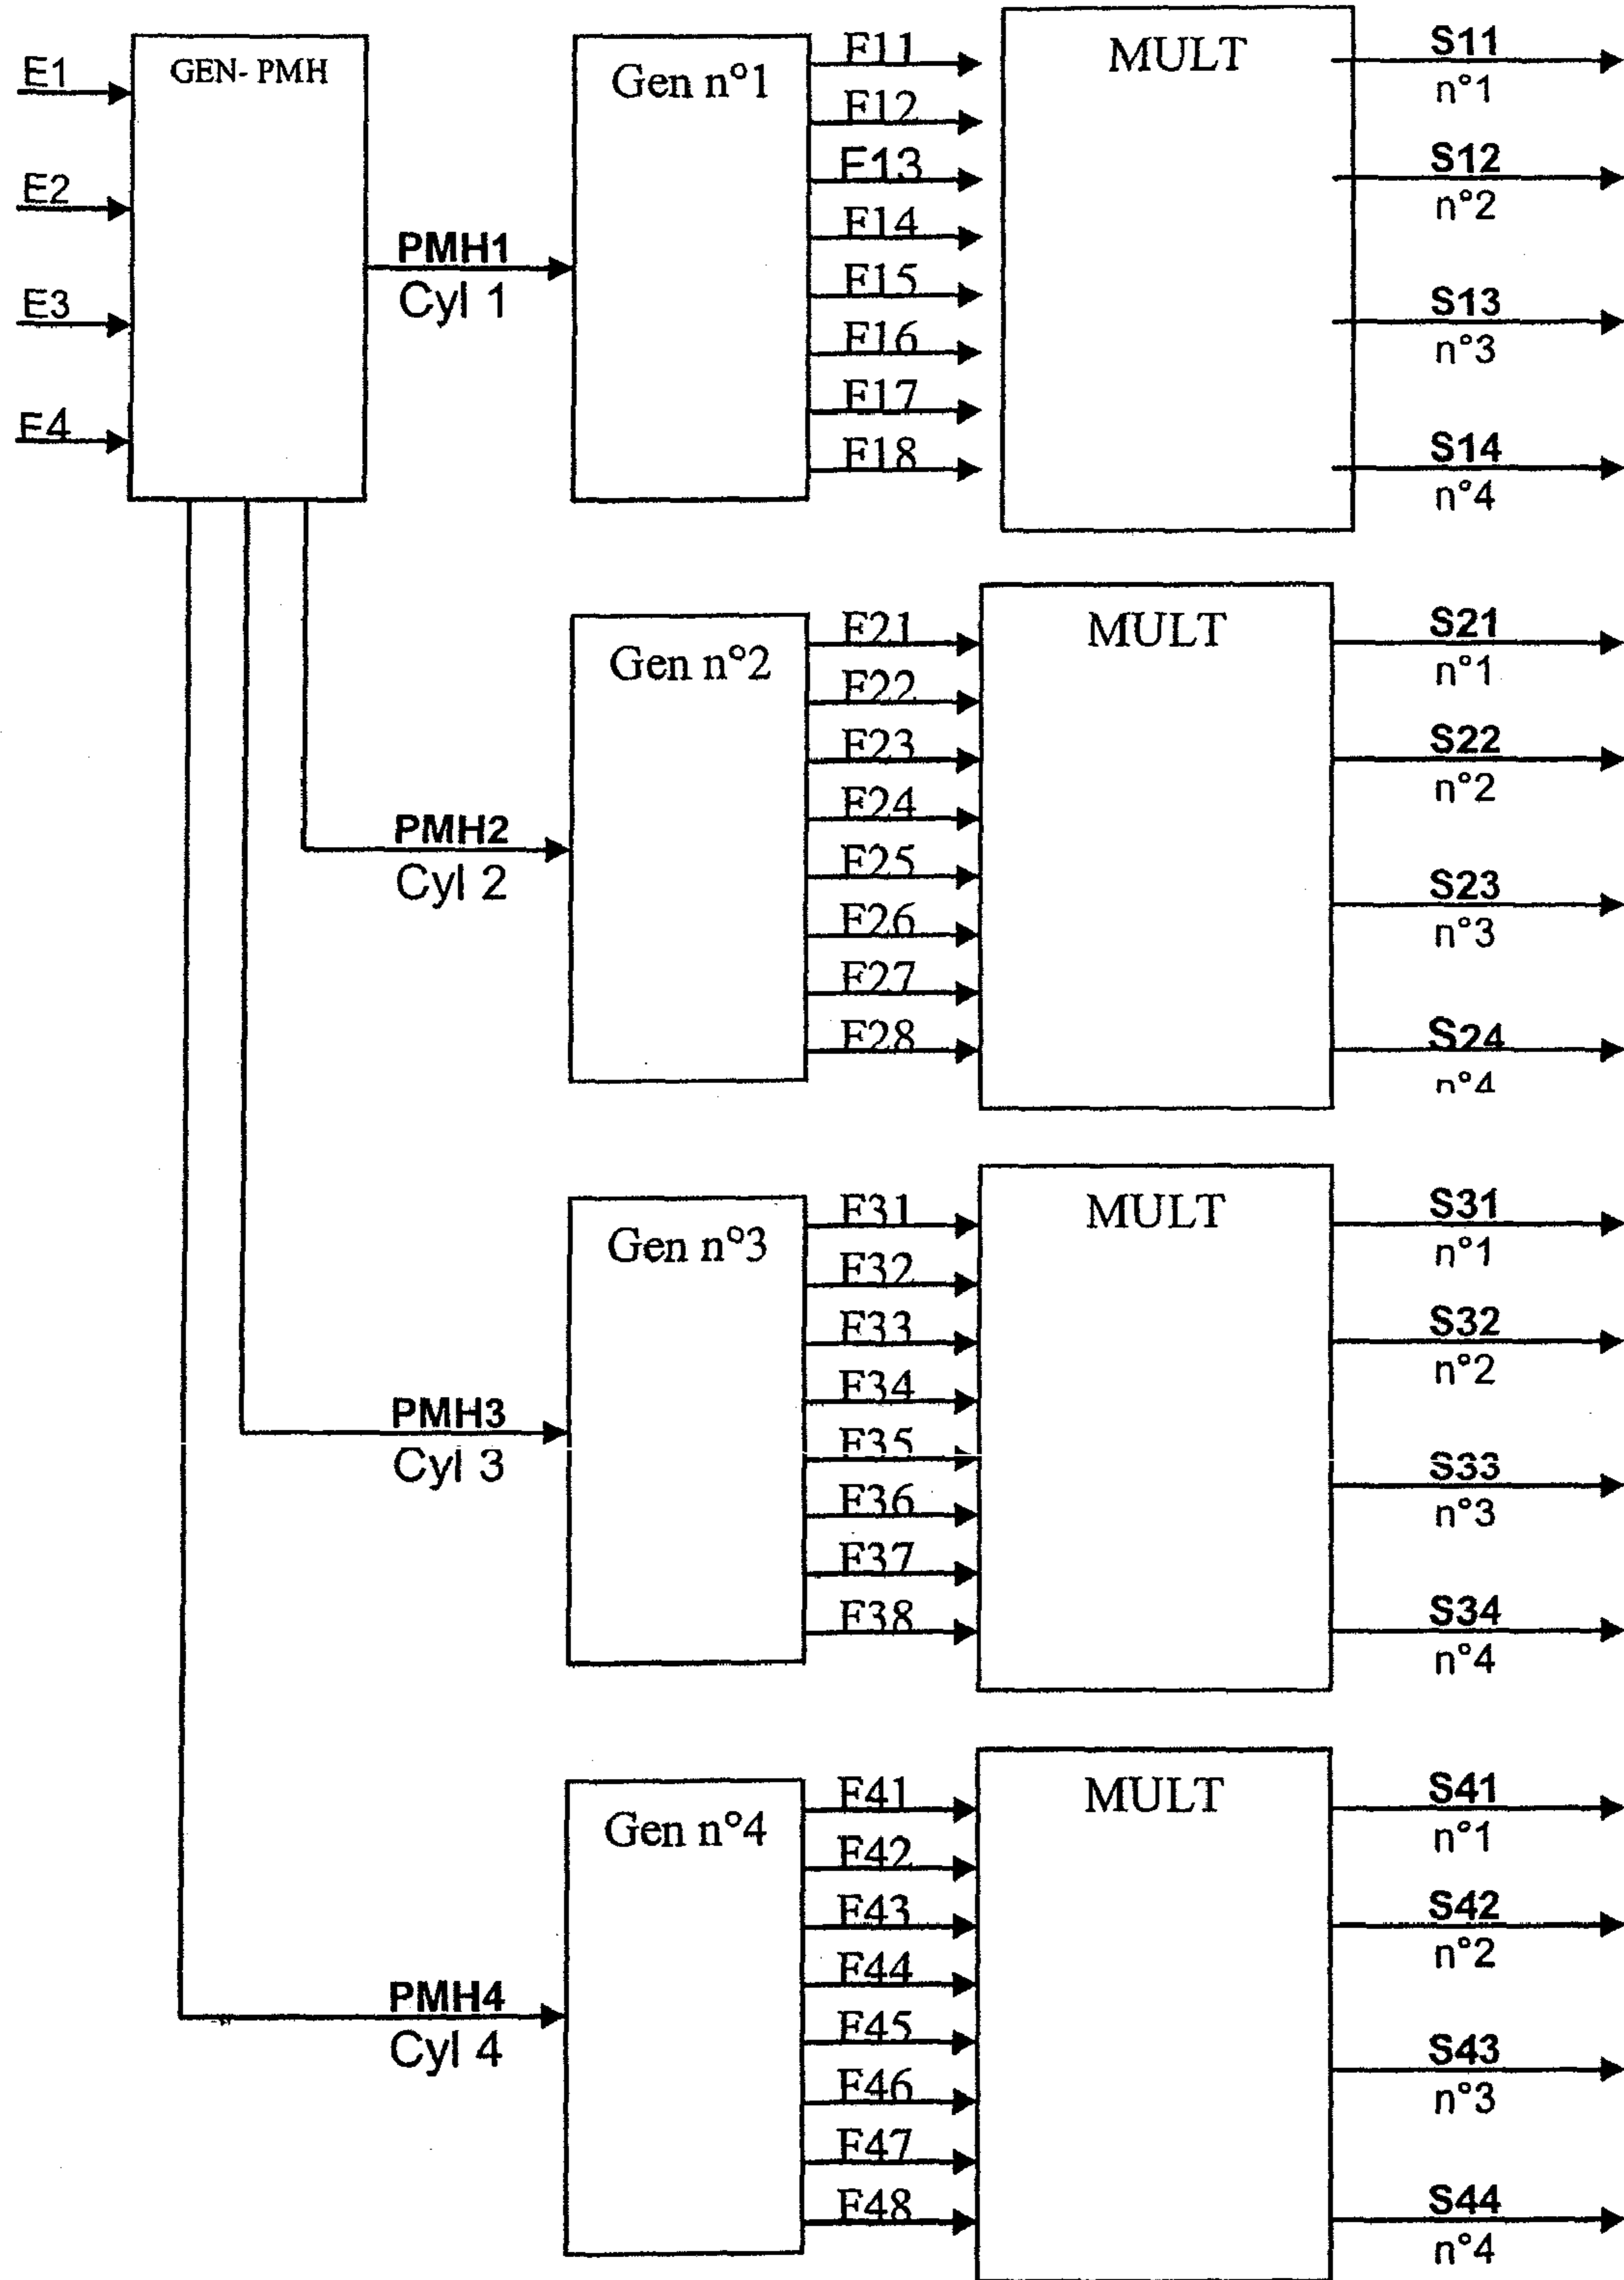 E1
E2
E3
E4
GEN- PMH
PMH1
Cyl 1
Gen n°1
F11
F12
F13
F14
F15
F16
F17
F18
MULT
S11
n°1
S12
n°2
S13
n°3
S14
n°4
PMH2
Cyl 2
Gen n°2
F21
F22
F23
F24
F25
F26
F27
F28
MULT
S21
n°1
S22
n°2
S23
n°3
S24
n°4
PMH3
Cyl 3
Gen n°3
F31
F32
F33
F34
F35
F36
F37
F38
MULT
S31
n°1
S32
n°2
S33
n°3
S34
n°4
PMH4
Cyl 4
Gen n°4
F41
F42
F43
F44
F45
F46
F47
F48
MULT
S41
n°1
S42
n°2
S43
n°3
S44
n°4